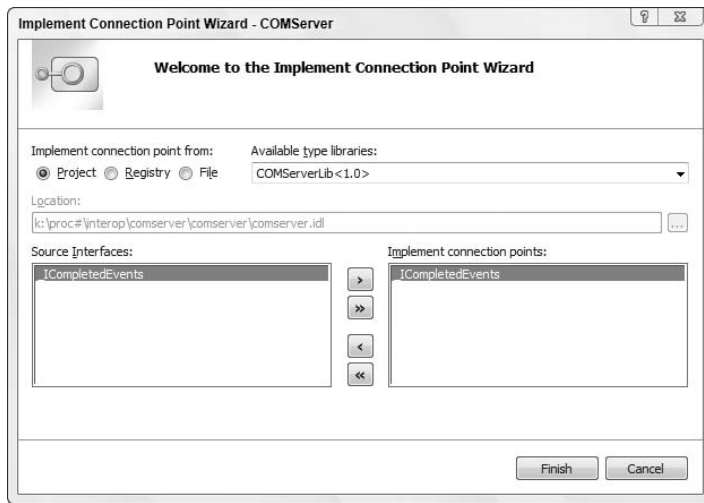 Implement Connection Point Wizard - COMServer
Welcome to the Implement Connection Point Wizard
Implement connection point from:
Available type libraries:
Project Registry File
COMServerLib<1.0>
Location:
k:\proc#\interop\comserver\comserver\comserver.idl
...
Source Interfaces:
Implement connection points:
_ICompletedEvents
_ICompletedEvents
>
>>
<
<<
Finish Cancel